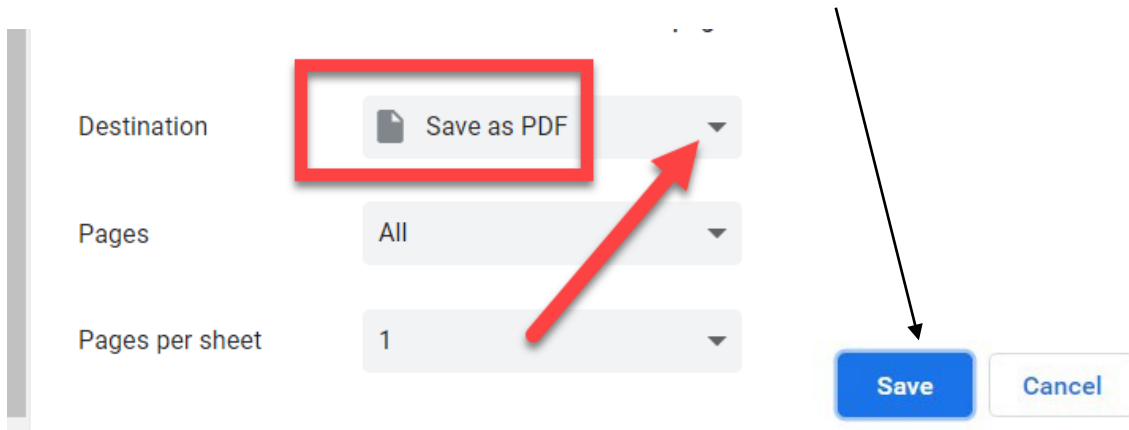 Destination
Save as PDF
Pages
All
Pages per sheet
1
Save
Cancel